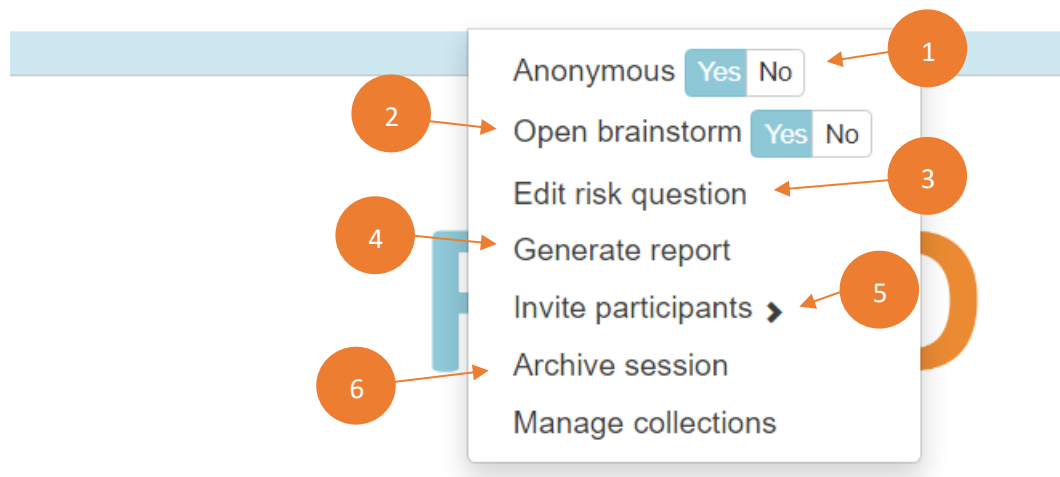 Anonymous Yes No 1
2 Open brainstorm Yes No
Edit risk question 3
4 Generate report
Invite participants 5
6 Archive session
Manage collections